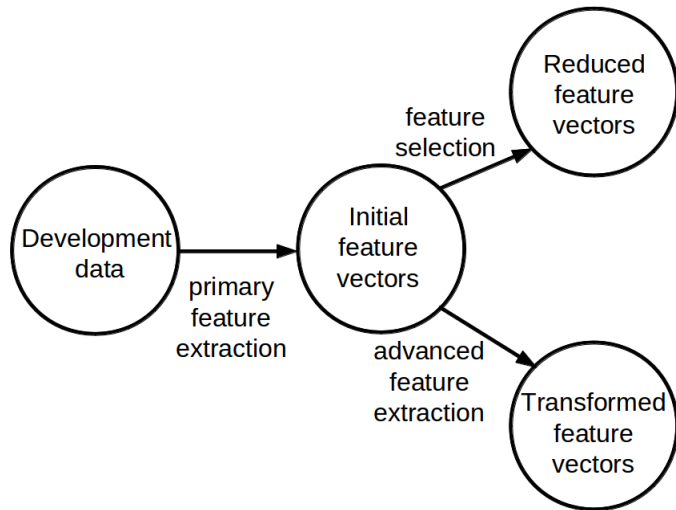 Development
data
primary
feature
extraction
Initial
feature
vectors
feature
selection
Reduced
feature
vectors
advanced
feature
extraction
Transformed
feature
vectors